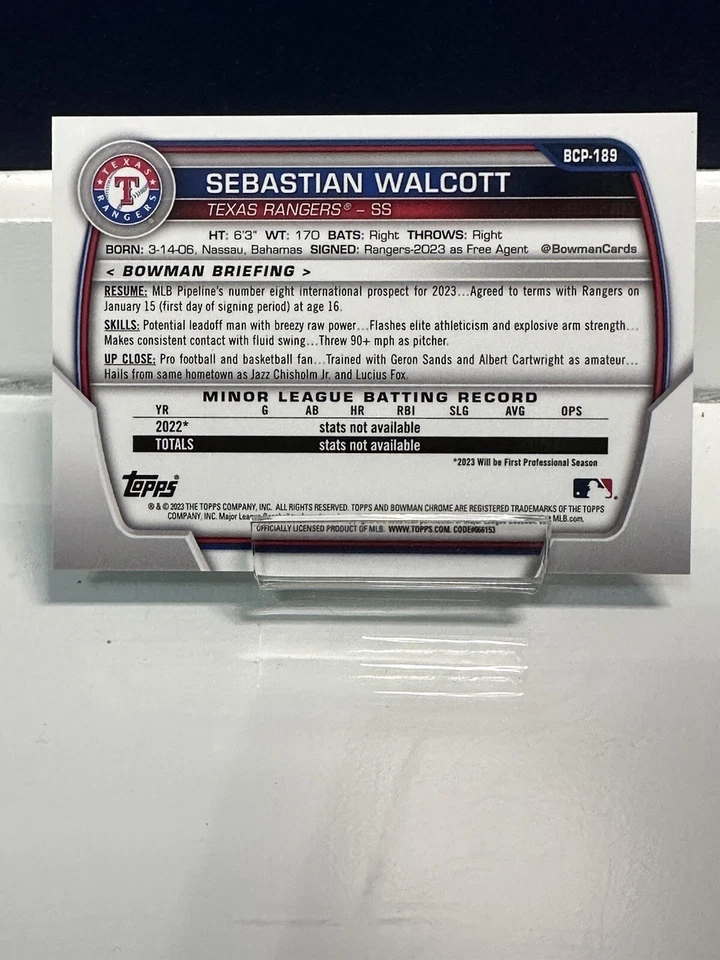 BCP-189
TEXAS
RANGERS
T
SEBASTIAN WALCOTT
TEXAS RANGERS® – SS
HT: 6'3" WT: 170 BATS: Right THROWS: Right
BORN: 3-14-06, Nassau, Bahamas SIGNED: Rangers-2023 as Free Agent @BowmanCards
< BOWMAN BRIEFING >
RESUME: MLB Pipeline's number eight international prospect for 2023...Agreed to terms with Rangers on
January 15 (first day of signing period) at age 16.
SKILLS: Potential leadoff man with breezy raw power...Flashes elite athleticism and explosive arm strength...
Makes consistent contact with fluid swing...Threw 90+ mph as pitcher.
UP CLOSE: Pro football and basketball fan...Trained with Geron Sands and Albert Cartwright as amateur...
Hails from same hometown as Jazz Chisholm Jr. and Lucius Fox.
MINOR LEAGUE BATTING RECORD
YR G AB HR RBI SLG AVG OPS
2022* stats not available
TOTALS stats not available
*2023 Will be First Professional Season
Topps®
® & © 2023 THE TOPPS COMPANY, INC. ALL RIGHTS RESERVED. TOPPS AND BOWMAN CHROME ARE REGISTERED TRADEMARKS OF THE TOPPS
COMPANY, INC. Major League MLB.com.
OFFICIALLY LICENSED PRODUCT OF MLB. WWW.TOPPS.COM. CODE#066153